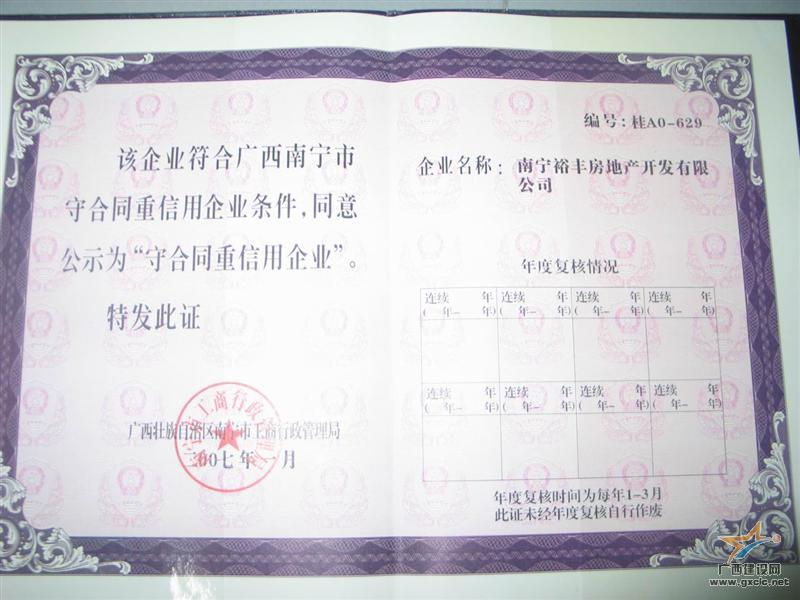 该企业符合广西南宁市
守合同重信用企业条件,同意
公示为“守合同重信用企业”。
特发此证
广西壮族自治区南宁市工商行政管理局
二〇〇七年 月
编号:桂A0-629
企业名称:南宁裕丰房地产开发有限
公司
年度复核情况
连续 年 连续 年 连续 年 连续 年
( 年- 年) ( 年- 年) ( 年- 年) ( 年- 年)
连续 年 连续 年 连续 年 连续 年
( 年- 年) ( 年- 年) ( 年- 年) ( 年- 年)
年度复核时间为每年1-3月
此证未经年度复核自行作废
广西建设网
www.gxcic.net